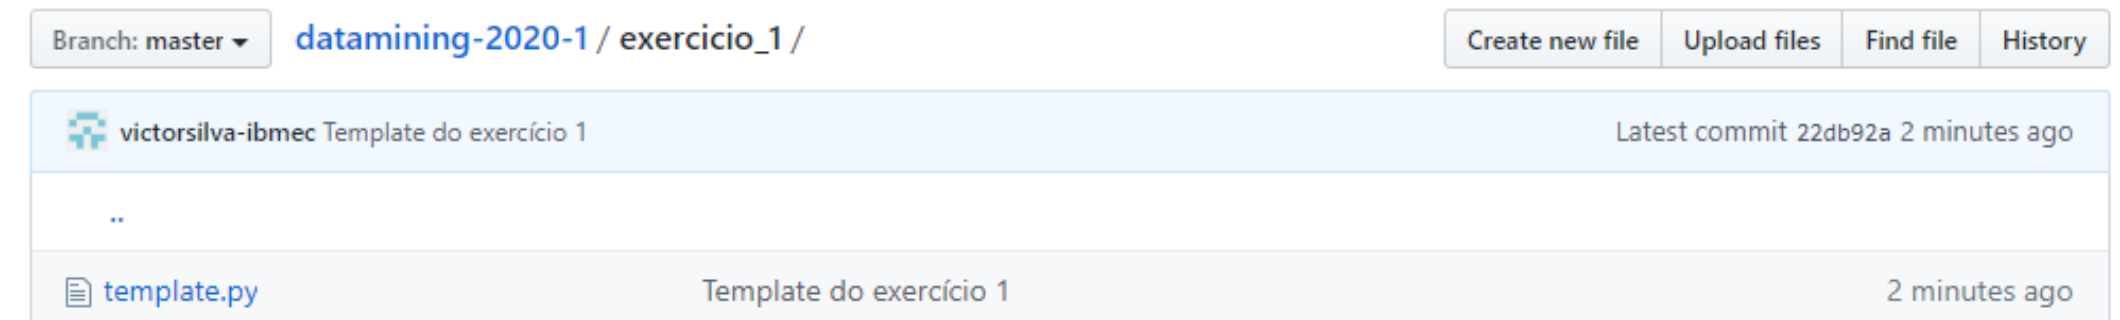 Branch: master datamining-2020-1 / exercicio_1 / Create new file Upload files Find file History
victorsilva-ibmec Template do exercício 1 Latest commit 22db92a 2 minutes ago
..
template.py Template do exercício 1 2 minutes ago